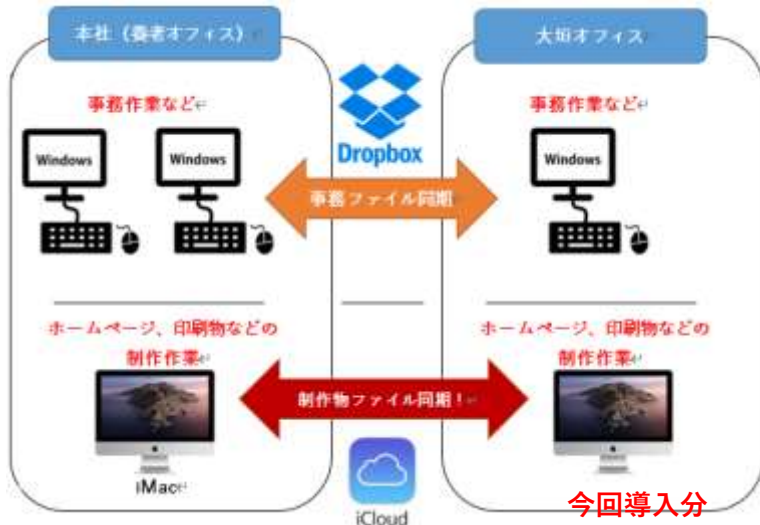 本社（養老オフィス）
大垣オフィス
事務作業など
事務作業など
Windows
Windows
Windows
Dropbox
事務ファイル同期
ホームページ、印刷物などの
制作作業
ホームページ、印刷物などの
制作作業
制作物ファイル同期！
iMac
iCloud
今回導入分